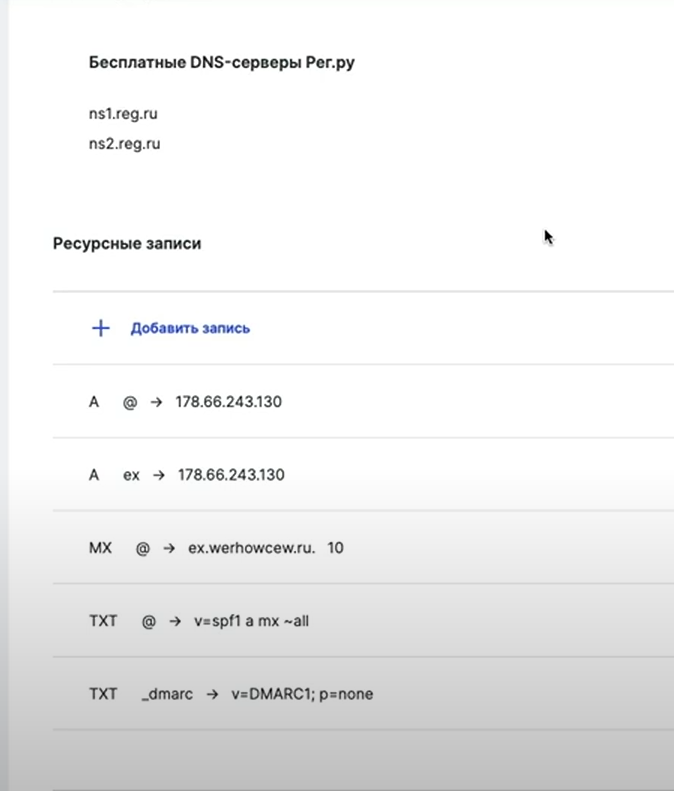 Бесплатные DNS-серверы Рег.ру
ns1.reg.ru
ns2.reg.ru
Ресурсные записи
+ Добавить запись
A @ → 178.66.243.130
A ex → 178.66.243.130
MX @ → ex.werhowcew.ru. 10
TXT @ → v=spf1 a mx ~all
TXT _dmarc → v=DMARC1; p=none